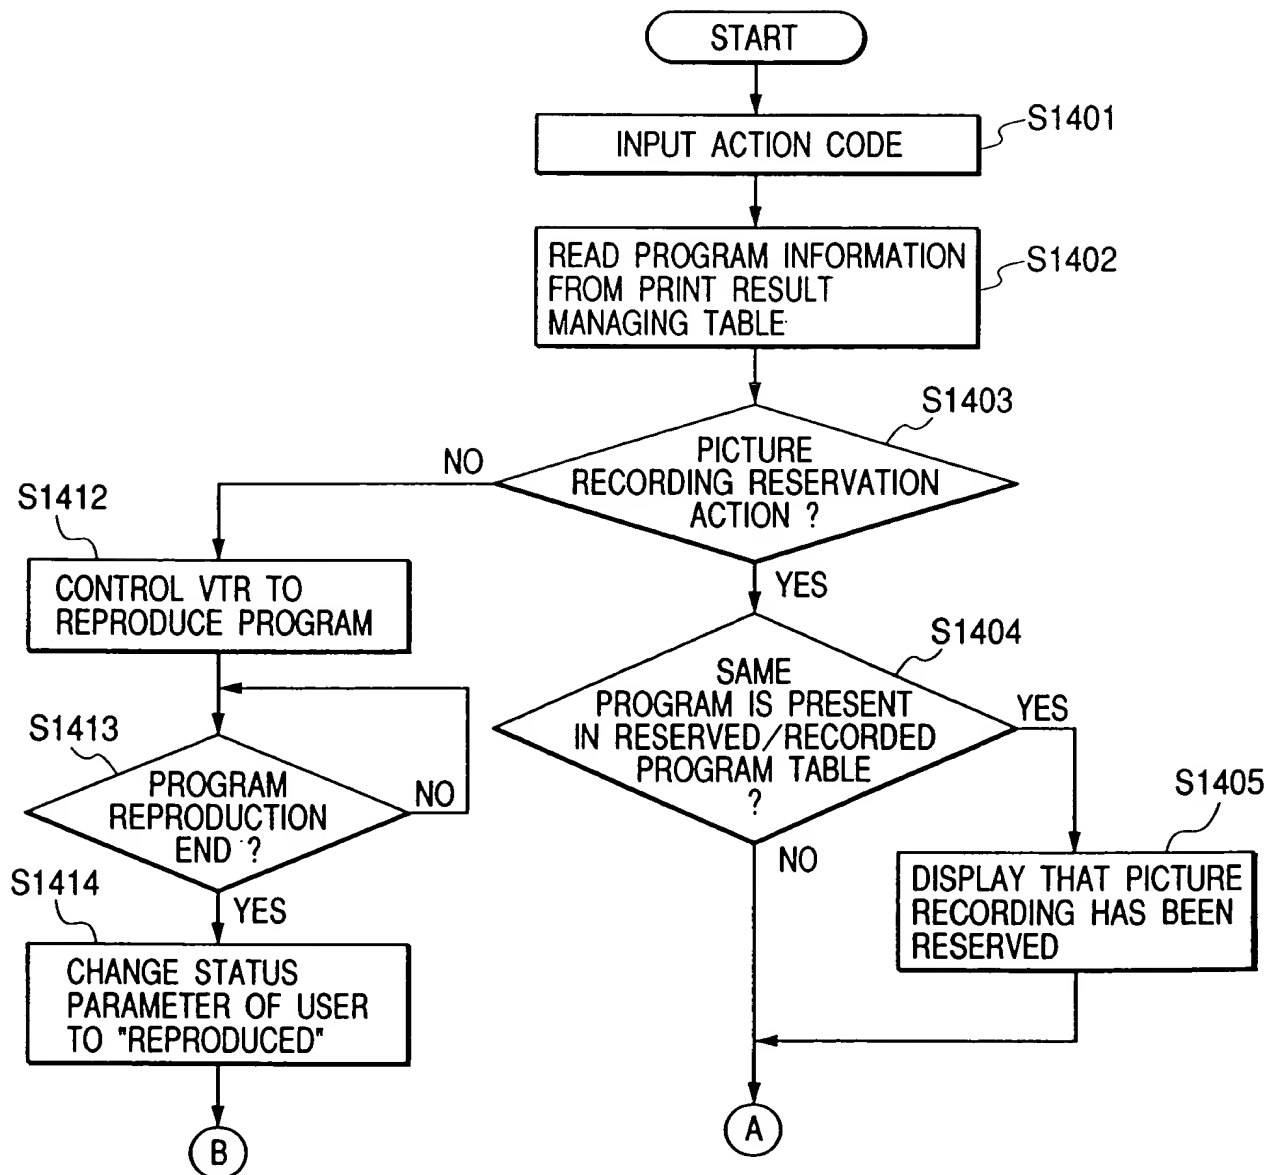 START
INPUT ACTION CODE
S1401
READ PROGRAM INFORMATION
FROM PRINT RESULT
MANAGING TABLE
S1402
S1403
PICTURE
RECORDING RESERVATION
ACTION ?
NO
YES
S1412
CONTROL VTR TO
REPRODUCE PROGRAM
S1404
SAME
PROGRAM IS PRESENT
IN RESERVED/RECORDED
PROGRAM TABLE
?
YES
NO
S1413
PROGRAM
REPRODUCTION
END ?
NO
YES
S1405
DISPLAY THAT PICTURE
RECORDING HAS BEEN
RESERVED
S1414
CHANGE STATUS
PARAMETER OF USER
TO "REPRODUCED"
B
A